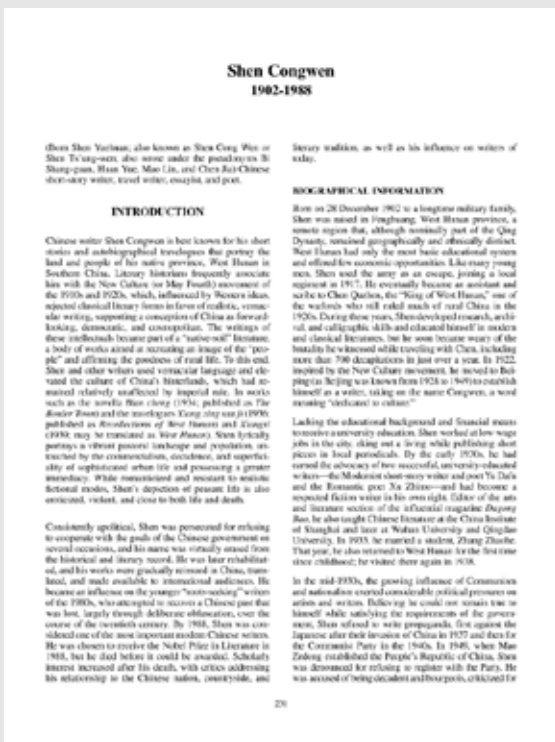 Shen Congwen
1902-1988
(Born Shen Yuehuan; also known as Shen Cong Wen or
Shen Ts'ung-wen; also wrote under the pseudonyms
Chinese
short-story writer, travel writer, essayist, and poet.
INTRODUCTION
Chinese writer Shen Congwen is best known for his short
stories and autobiographical travelogues that portray the
land and people of his native province, West Hunan in
Southern China. Literary historians frequently associate
him with the New Culture (or May Fourth) movement of
the 1910s and 1920s, which, influenced by Western ideas,
rejected classical literary forms in favor of realistic, vernac-
ular writing, supporting a conception of China as forward-
looking, democratic, and cosmopolitan. The writings of
these intellectuals became part of a "native-soil" literature,
a body of works aimed at recreating an image of the "peo-
ple" and affirming the goodness of rural life. To this end,
Shen and other writers used vernacular language and ele-
vated the culture of China's hinterlands, which had re-
mained relatively unaffected by imperial rule. In works
such as the novella Bian cheng (1934; published as The
Border Town) and the travelogues
published as Recollections of West Hunan) and Xiangxi
(1939; may be translated as West Hunan), Shen lyrically
portrays a vibrant pastoral landscape and population, un-
touched by the commercialism, decadence, and superfici-
ality of sophisticated urban life and possessing a greater
immediacy. While romanticized and resistant to realistic
fictional modes, Shen's depiction of peasant life is also
eroticized, violent, and close to both life and death.
Consistently apolitical, Shen was persecuted for refusing
to cooperate with the goals of the Chinese government on
several occasions, and his name was virtually erased from
the historical and literary record. He was later rehabilitat-
ed, and his works were gradually reissued in China, trans-
lated, and made available to international audiences. He
became an influence on the younger "roots-seeking" writers
of the 1980s, who attempted to recover a Chinese past that
was lost, largely through deliberate obfuscation, over the
course of the twentieth century. By 1988, Shen was con-
sidered one of the most important modern Chinese writers.
He was chosen to receive the Nobel Prize in Literature in
1988, but he died before it could be awarded. Scholarly
interest increased after his death, with critics addressing
his relationship to the Chinese nation, countryside, and
literary tradition, as well as his influence on writers of
today.
BIOGRAPHICAL INFORMATION
Born on 28 December 1902 to a longtime military family,
Shen was raised in Fenghuang, West Hunan province, a
remote region that, although nominally part of the Qing
Dynasty, remained geographically and ethnically distinct.
West Hunan had only the most basic educational system
and offered few economic opportunities. Like many young
men, Shen used the army as an escape, joining a local
regiment in 1917. He eventually became an assistant and
scribe to Chen Quzhen, the "King of West Hunan," one of
the warlords who still ruled much of rural China in the
1920s. During these years, Shen developed research, archi-
val, and calligraphic skills and educated himself in modern
and classical literatures, but he soon became weary of the
brutality he witnessed while traveling with Chen, including
more than 700 decapitations in just over a year. In 1922,
inspired by the New Culture movement, he moved to Bei-
ping (as Beijing was known from 1928 to 1949) to establish
himself as a writer, taking on the name Congwen, a word
meaning "dedicated to culture."
Lacking the educational background and financial means
to receive a university education, Shen worked at low-wage
jobs in the city, eking out a living while publishing short
pieces in local periodicals. By the early 1930s, he had
earned the advocacy of two successful, university-educated
writers—the Modernist short-story writer and poet Yu Dafu
and the Romantic poet Xu Zhimo—and had become a
respected fiction writer in his own right. Editor of the arts
and literature section of the influential magazine Dagong
Bao, he also taught Chinese literature at the China Institute
of Shanghai and later at Wuhan University and Qingdao
University. In 1933, he married a student, Zhang Zhaohe.
That year, he also returned to West Hunan for the first time
since childhood; he visited there again in 1938.
In the mid-1930s, the growing influence of Communism
and nationalism exerted considerable political pressures on
artists and writers. Believing he could not remain true to
himself while satisfying the requirements of the govern-
ment, Shen refused to write propaganda, first against the
Japanese after their invasion of China in 1937 and then for
the Communist Party in the 1940s. In 1949, when Mao
Zedong established the People's Republic of China, Shen
was denounced for refusing to register with the Party. He
was accused of being decadent and bourgeois, criticized for